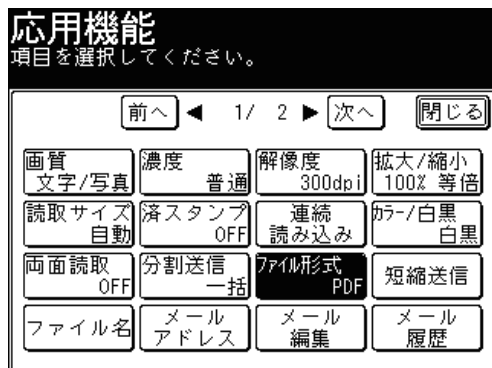 応用機能
項目を選択してください。
前へ ◀ 1/ 2 ▶ 次へ 閉じる
画質 濃度 解像度 拡大/縮小
文字/写真 普通 300dpi 100% 等倍
読取サイズ 済スタンプ 連続 ｶﾗｰ/白黒
自動 OFF 読み込み 白黒
両面読取 分割送信 ﾌｧｲﾙ形式 短縮送信
OFF 一括 PDF
ファイル名 メール メール メール
アドレス 編集 履歴